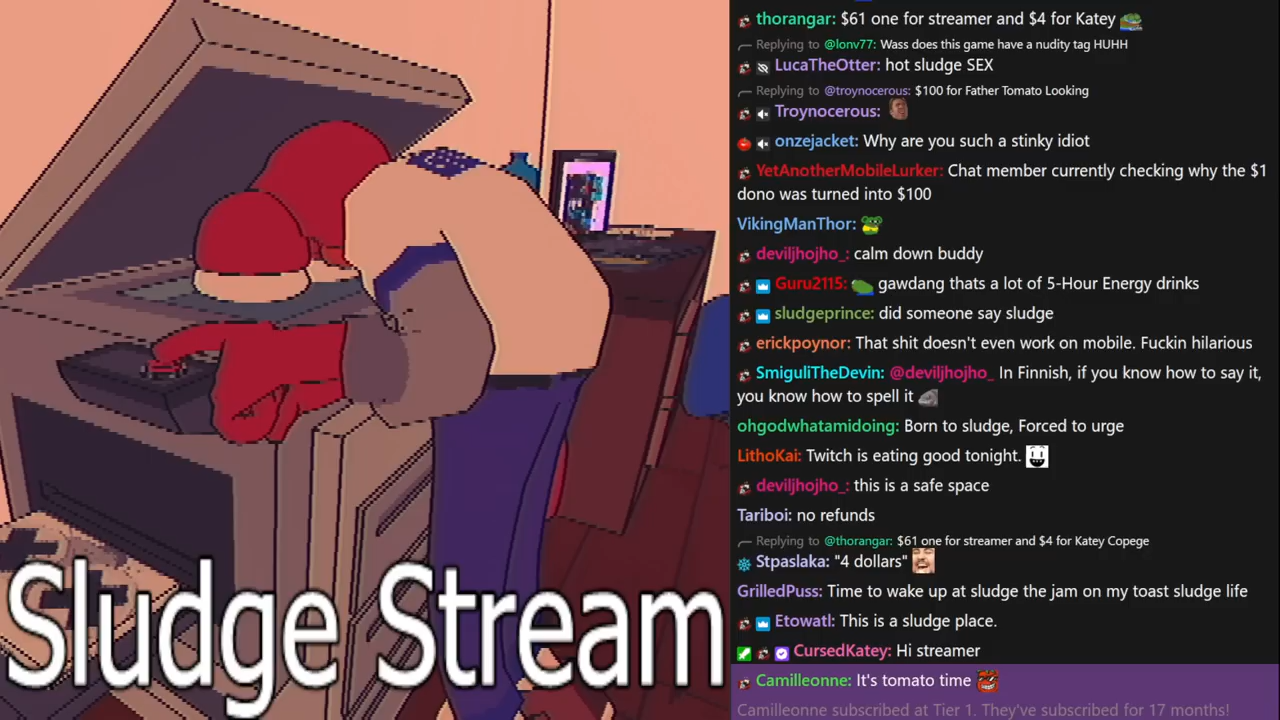 thorangar: $61 one for streamer and $4 for Katey
Replying to @lonv77: Wass does this game have a nudity tag HUHH
LucaTheOtter: hot sludge SEX
Replying to @troynocerous: $100 for Father Tomato Looking
Troynocerous:
onzejacket: Why are you such a stinky idiot
YetAnotherMobileLurker: Chat member currently checking why the $1
dono was turned into $100
VikingManThor:
deviljhojho_: calm down buddy
Guru2115: gawdang thats a lot of 5-Hour Energy drinks
sludgeprince: did someone say sludge
erickpoynor: That shit doesn't even work on mobile. Fuckin hilarious
SmiguliTheDevin: @deviljhojho_ In Finnish, if you know how to say it,
you know how to spell it
ohgodwhatamidoing: Born to sludge, Forced to urge
LithoKai: Twitch is eating good tonight.
deviljhojho_: this is a safe space
Tariboi: no refunds
Replying to @thorangar: $61 one for streamer and $4 for Katey Copege
Stpaslaka: "4 dollars"
GrilledPuss: Time to wake up at sludge the jam on my toast sludge life
Etowatl: This is a sludge place.
CursedKatey: Hi streamer
Camilleonne: It's tomato time
Camilleonne subscribed at Tier 1. They've subscribed for 17 months!
Sludge Stream